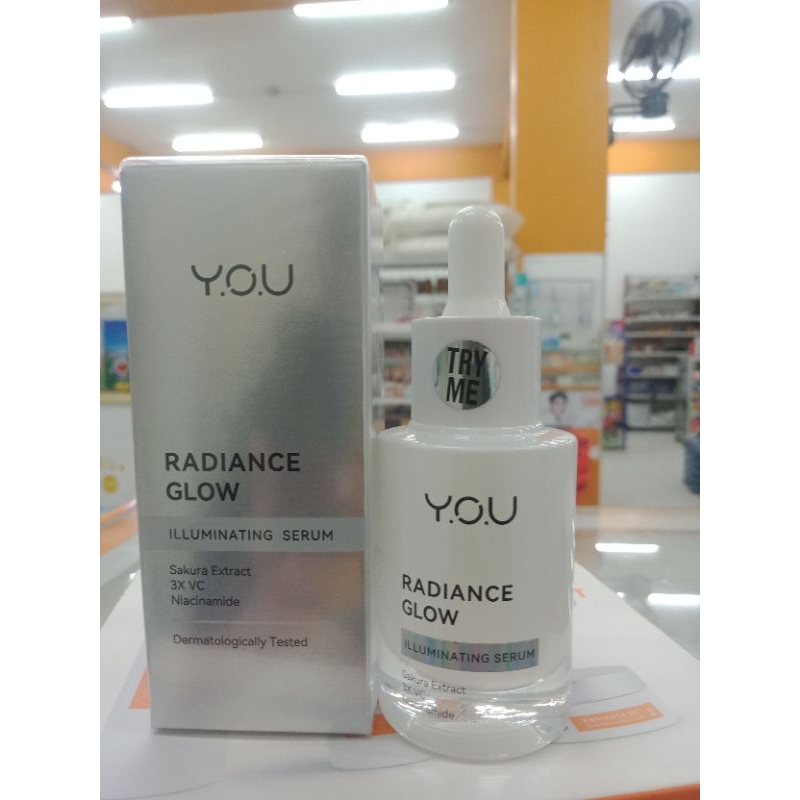 Y.O.U
RADIANCE
GLOW
ILLUMINATING SERUM
Sakura Extract
3X VC
Niacinamide
Dermatologically Tested
TRY
ME
Y.O.U
RADIANCE
GLOW
ILLUMINATING SERUM
Sakura Extract
3X VC